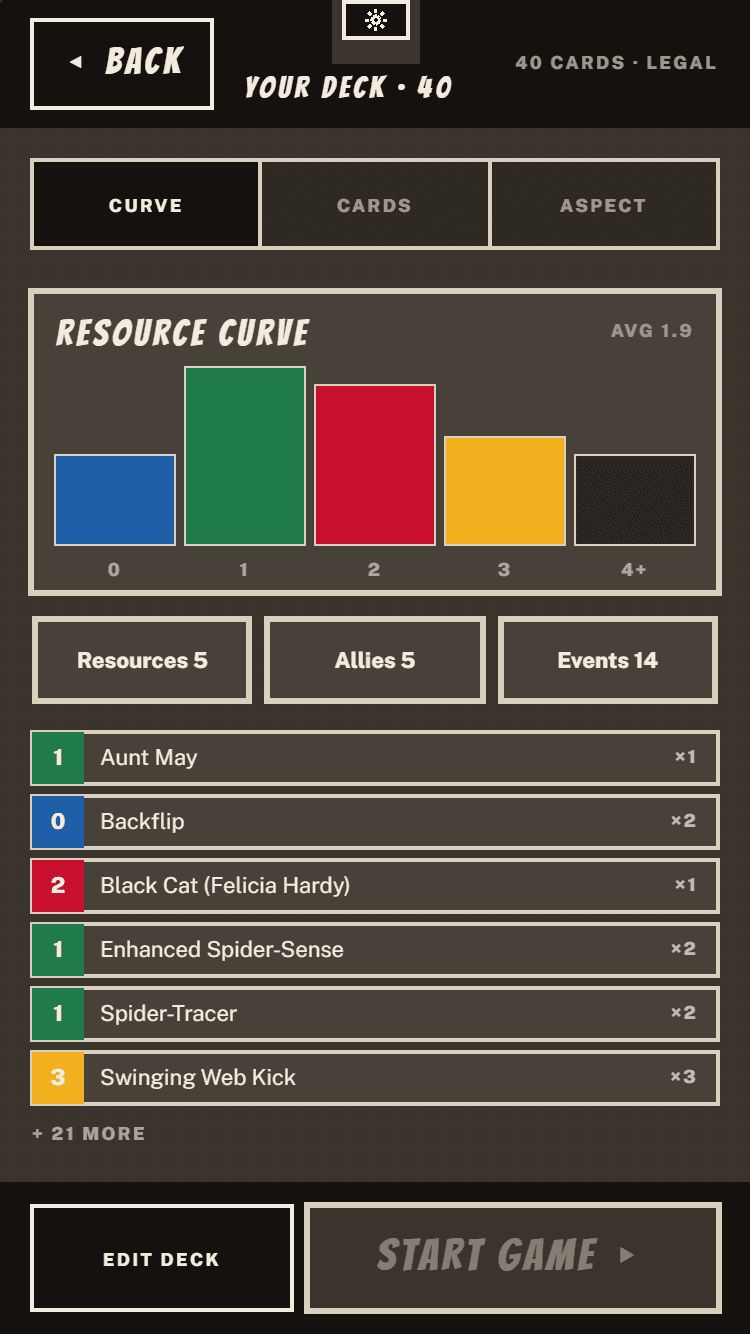 ◄ BACK
YOUR DECK · 40
40 CARDS · LEGAL
CURVE
CARDS
ASPECT
RESOURCE CURVE
AVG 1.9
0 1 2 3 4+
Resources 5
Allies 5
Events 14
1 Aunt May ×1
0 Backflip ×2
2 Black Cat (Felicia Hardy) ×1
1 Enhanced Spider-Sense ×2
1 Spider-Tracer ×2
3 Swinging Web Kick ×3
+ 21 MORE
EDIT DECK
START GAME ►